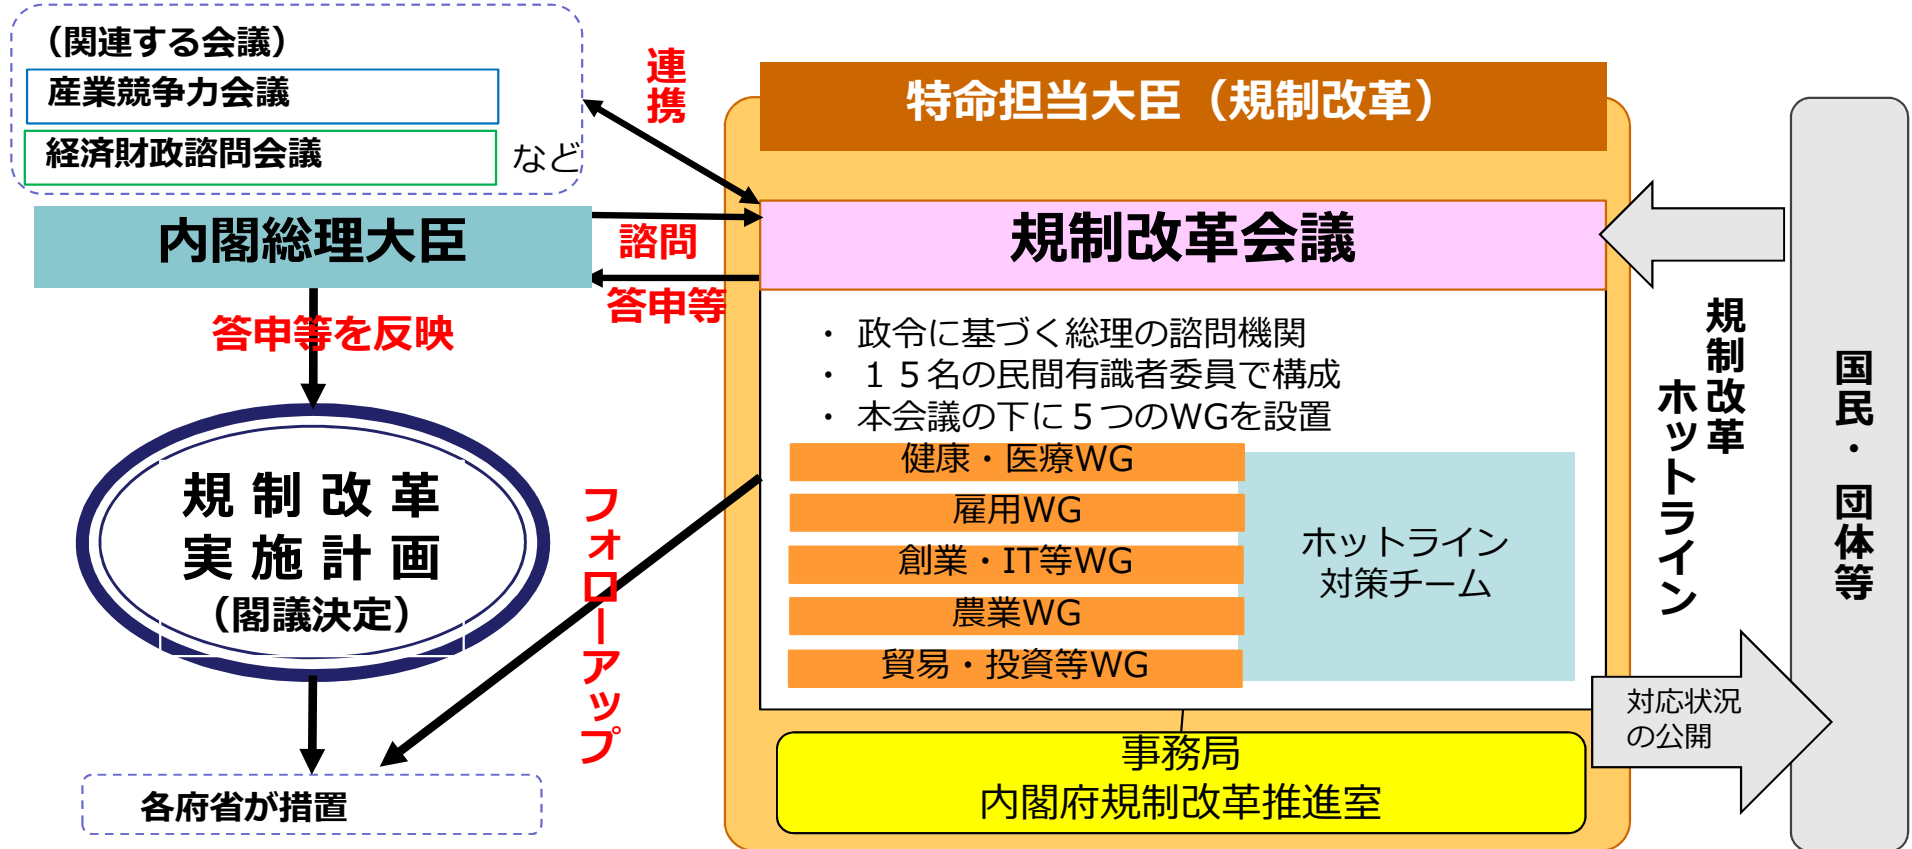 （関連する会議）
産業競争力会議
経済財政諮問会議
など
連携
特命担当大臣（規制改革）
内閣総理大臣
諮問
答申等
規制改革会議
答申等を反映
・ 政令に基づく総理の諮問機関
・ １５名の民間有識者委員で構成
・ 本会議の下に５つのWGを設置
健康・医療WG
雇用WG
創業・IT等WG
農業WG
貿易・投資等WG
ホットライン
対策チーム
規制改革
実施計画
（閣議決定）
フォローアップ
各府省が措置
事務局
内閣府規制改革推進室
規制改革
ホットライン
対応状況
の公開
国民・団体等